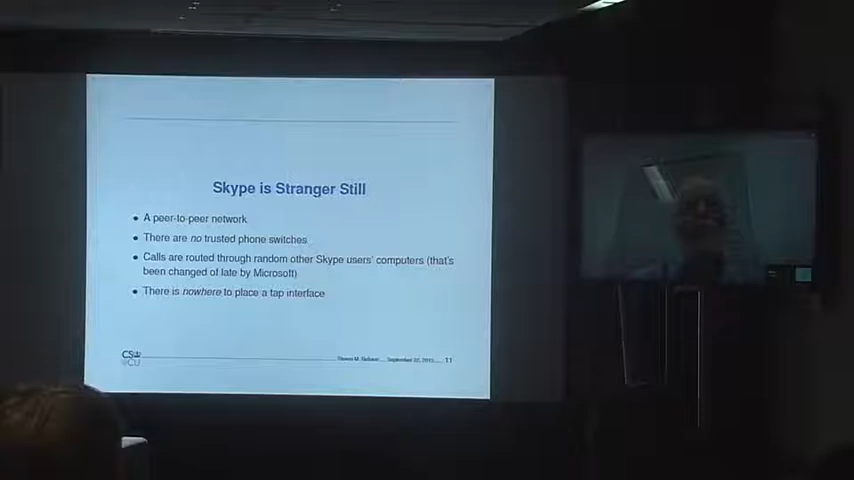 Skype is Stranger Still
• A peer-to-peer network
• There are no trusted phone switches
• Calls are routed through random other Skype users' computers (that's
been changed of late by Microsoft)
• There is nowhere to place a tap interface
CS
@CU
Steven M. September 11